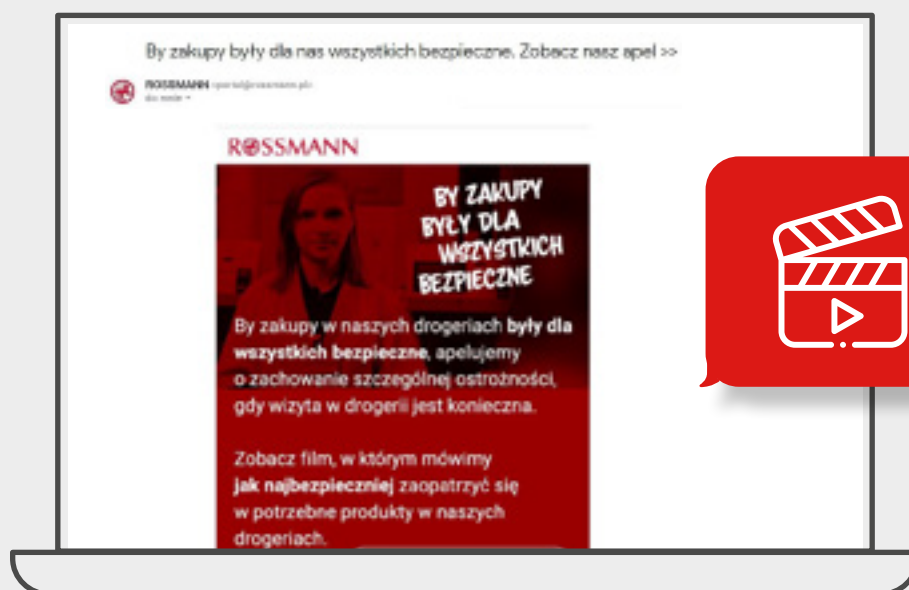 By zakupy były dla nas wszystkich bezpieczne. Zobacz nasz apel >>
ROSSMANN
do mnie
ROSSMANN
BY ZAKUPY
BYŁY DLA
WSZYSTKICH
BEZPIECZNE
By zakupy w naszych drogeriach były dla
wszystkich bezpieczne, apelujemy
o zachowanie szczególnej ostrożności,
gdy wizyta w drogerii jest konieczna.
Zobacz film, w którym mówimy
jak najbezpieczniej zaopatrzyć się
w potrzebne produkty w naszych
drogeriach.